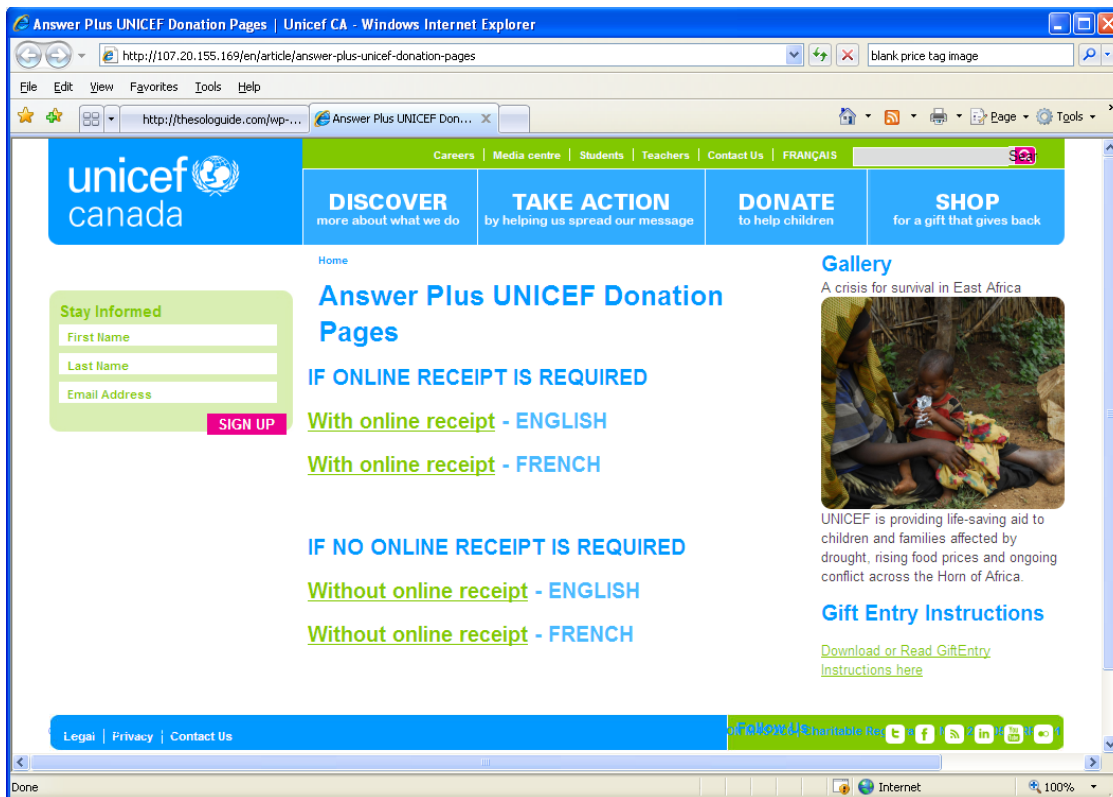 Answer Plus UNICEF Donation Pages | Unicef CA - Windows Internet Explorer
http://107.20.155.169/en/article/answer-plus-unicef-donation-pages
blank price tag image
File Edit View Favorites Tools Help
http://thesologuide.com/wp-...
Answer Plus UNICEF Don...
Page Tools
unicef
canada
Careers | Media centre | Students | Teachers | Contact Us | FRANÇAIS
Sear
DISCOVER
more about what we do
TAKE ACTION
by helping us spread our message
DONATE
to help children
SHOP
for a gift that gives back
Home
Answer Plus UNICEF Donation
Pages
Stay Informed
First Name
Last Name
Email Address
SIGN UP
IF ONLINE RECEIPT IS REQUIRED
With online receipt - ENGLISH
With online receipt - FRENCH
IF NO ONLINE RECEIPT IS REQUIRED
Without online receipt - ENGLISH
Without online receipt - FRENCH
Gallery
A crisis for survival in East Africa
UNICEF is providing life-saving aid to
children and families affected by
drought, rising food prices and ongoing
conflict across the Horn of Africa.
Gift Entry Instructions
Download or Read GiftEntry
Instructions here
Legal | Privacy | Contact Us
Follow Us
Charitable
You
Tube
Done
Internet
100%